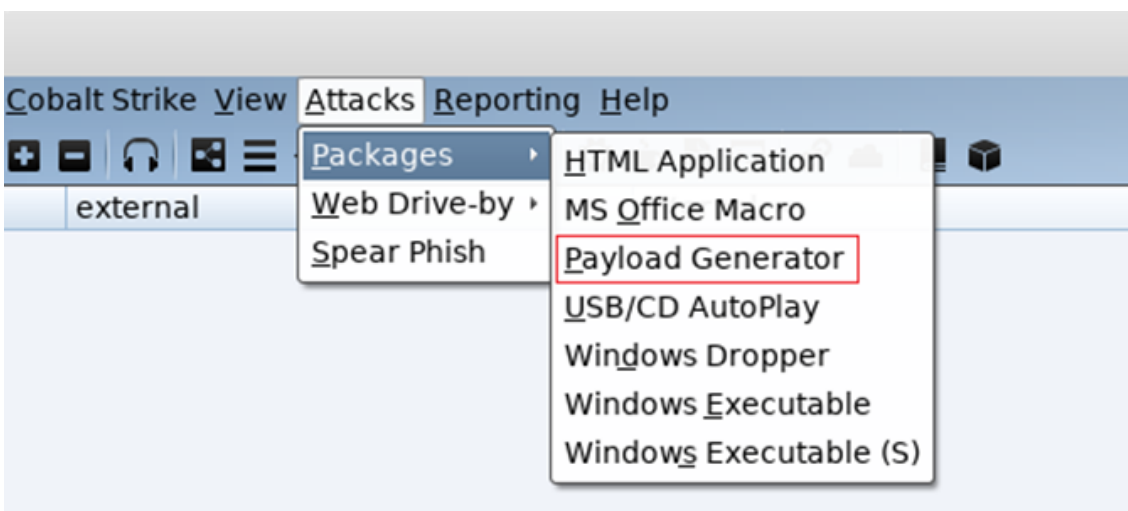 Cobalt Strike View Attacks Reporting Help
Packages
HTML Application
external
Web Drive-by
MS Office Macro
Spear Phish
Payload Generator
USB/CD AutoPlay
Windows Dropper
Windows Executable
Windows Executable (S)